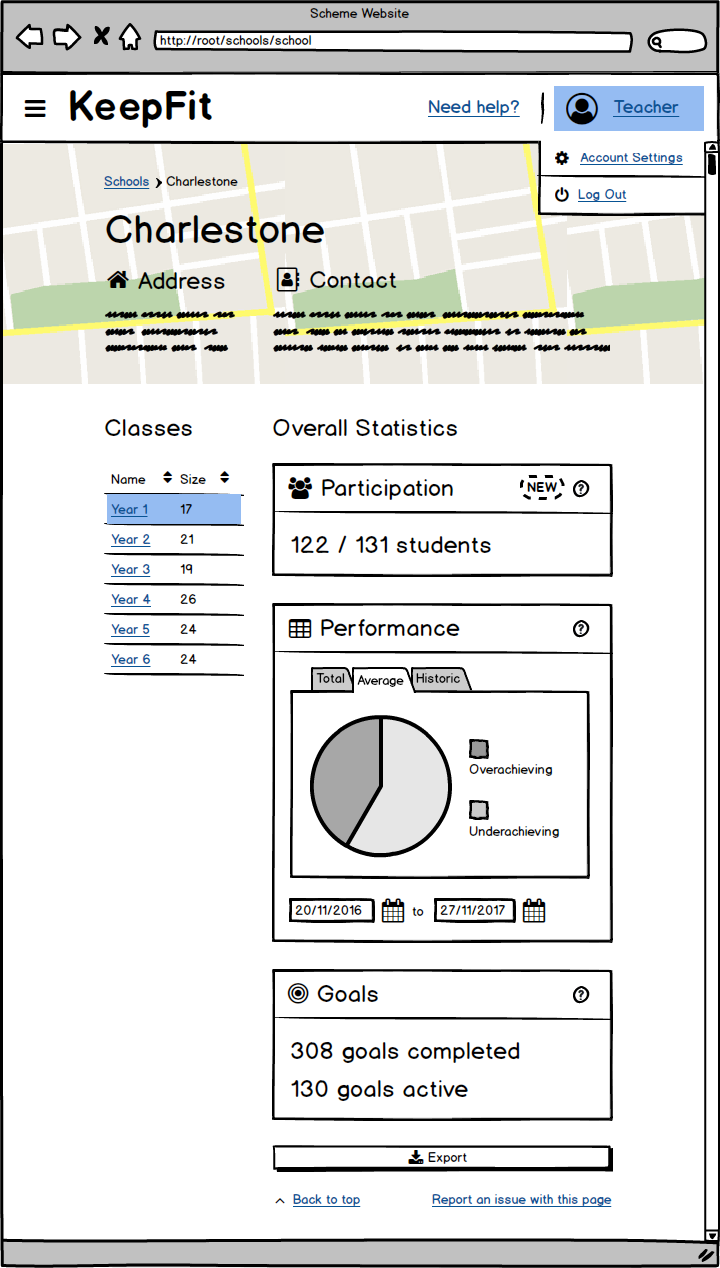 Scheme Website
http://root/schools/school
KeepFit
Need help?
Teacher
Account Settings
Log Out
Schools
Charlestone
Charlestone
Address
Contact
Classes
Name
Size
Year 1 17
Year 2 21
Year 3 19
Year 4 26
Year 5 24
Year 6 24
Overall Statistics
Participation
NEW
?
122 / 131 students
Performance
?
Total
Average
Historic
Overachieving
Underachieving
20/11/2016 to 27/11/2017
Goals
?
308 goals completed
130 goals active
Export
Back to top
Report an issue with this page